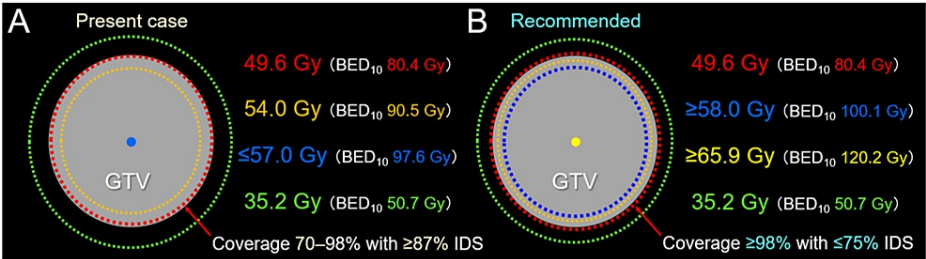 A
Present case
49.6 Gy (BED₁₀ 80.4 Gy)
54.0 Gy (BED₁₀ 90.5 Gy)
≤57.0 Gy (BED₁₀ 97.6 Gy)
35.2 Gy (BED₁₀ 50.7 Gy)
GTV
Coverage 70–98% with ≥87% IDS
B
Recommended
49.6 Gy (BED₁₀ 80.4 Gy)
≥58.0 Gy (BED₁₀ 100.1 Gy)
≥65.9 Gy (BED₁₀ 120.2 Gy)
35.2 Gy (BED₁₀ 50.7 Gy)
GTV
Coverage ≥98% with ≤75% IDS